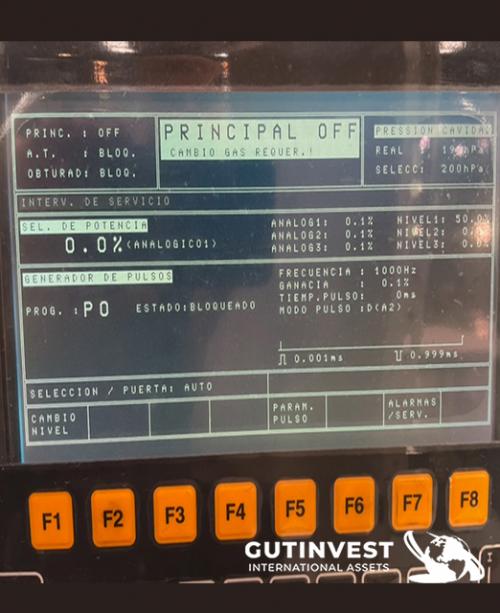 PRINC. : OFF
A.T. : BLOQ.
OBTURAD: BLOQ.
PRINCIPAL OFF
CAMBIO GAS REQUER.!
PRESSION CAVIDA
REAL
SELECC: 200hPa
INTERV. DE SERVICIO
SEL. DE POTENCIA
0.0% (ANALOGICO1)
ANALOG1: 0.1%
ANALOG2: 0.1%
ANALOG3: 0.1%
NIVEL1: 50.0%
NIVEL2:
NIVEL3:
GENERADOR DE PULSOS
PROG. : P0
ESTADO:BLOQUEADO
FRECUENCIA : 1000Hz
GANACIA : 0.1%
TIEMP.PULSO: 0ms
MODO PULSO :D(A2)
0.001ms
0.999ms
SELECCION / PUERTA: AUTO
CAMBIO
NIVEL
PARAM.
PULSO
ALARMAS
/SERV.
F1 F2 F3 F4 F5 F6 F7 F8
GUTINVEST
INTERNATIONAL ASSETS